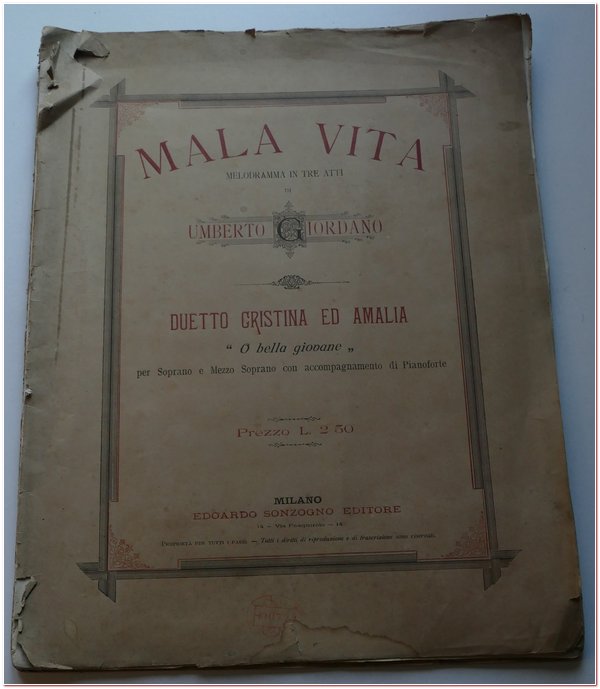 MALA VITA
MELODRAMMA IN TRE ATTI
DI
UMBERTO GIORDANO
DUETTO CRISTINA ED AMALIA
“ O bella giovane „
per Soprano e Mezzo Soprano con accompagnamento di Pianoforte
Prezzo L. 2 50
MILANO
EDOARDO SONZOGNO EDITORE
14 — Via Pasquirolo — 14
PROPRIETÀ PER TUTTI I PAESI. — Tutti i diritti di riproduzione e di trascrizione sono riservati.